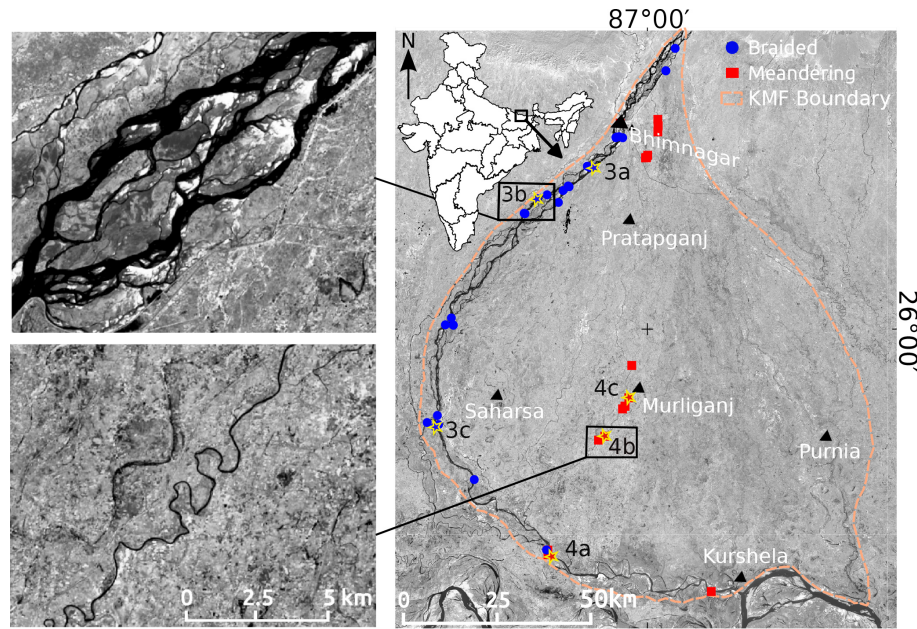 87°00′
N
Braided
Meandering
KMF Boundary
Bhimnagar
3a
3b
Pratapganj
26°00′
4c
Saharsa
Murliganj
3c
4b
Purnia
4a
Kurshela
0 2.5 5 km
0 25 50km